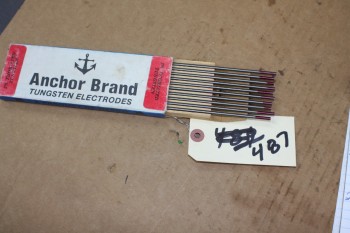 Anchor Brand
TUNGSTEN ELECTRODES
487